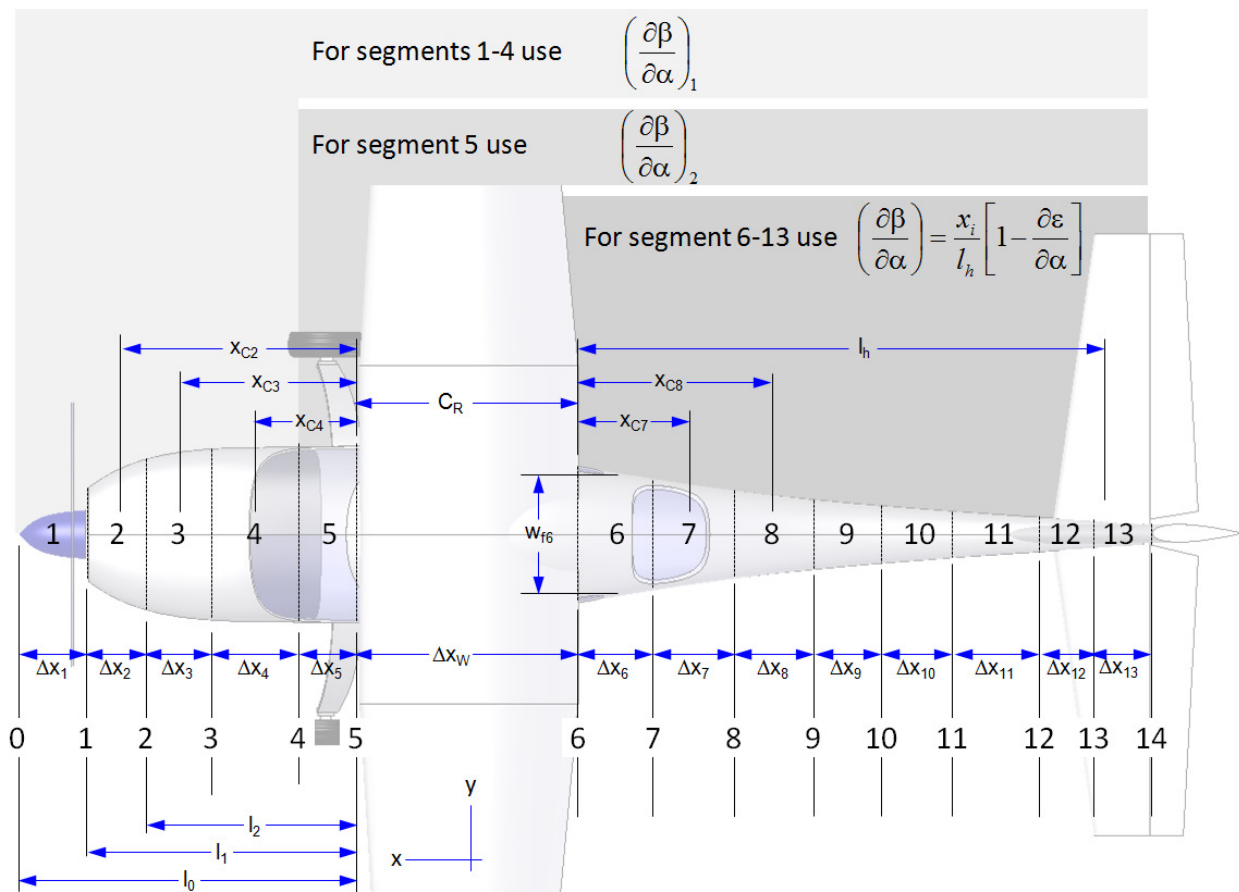 For segments 1-4 use (∂β/∂α)₁
For segment 5 use (∂β/∂α)₂
For segment 6-13 use (∂β/∂α) = xᵢ/lₕ [1 − ∂ε/∂α]
x_C2
l_h
x_C3
x_C8
C_R
x_C4
x_C7
w_f6
1 2 3 4 5 6 7 8 9 10 11 12 13
Δx₁ Δx₂ Δx₃ Δx₄ Δx₅ Δx_W Δx₆ Δx₇ Δx₈ Δx₉ Δx₁₀ Δx₁₁ Δx₁₂ Δx₁₃
0 1 2 3 4 5 6 7 8 9 10 11 12 13 14
y
l₂
l₁
x
l₀